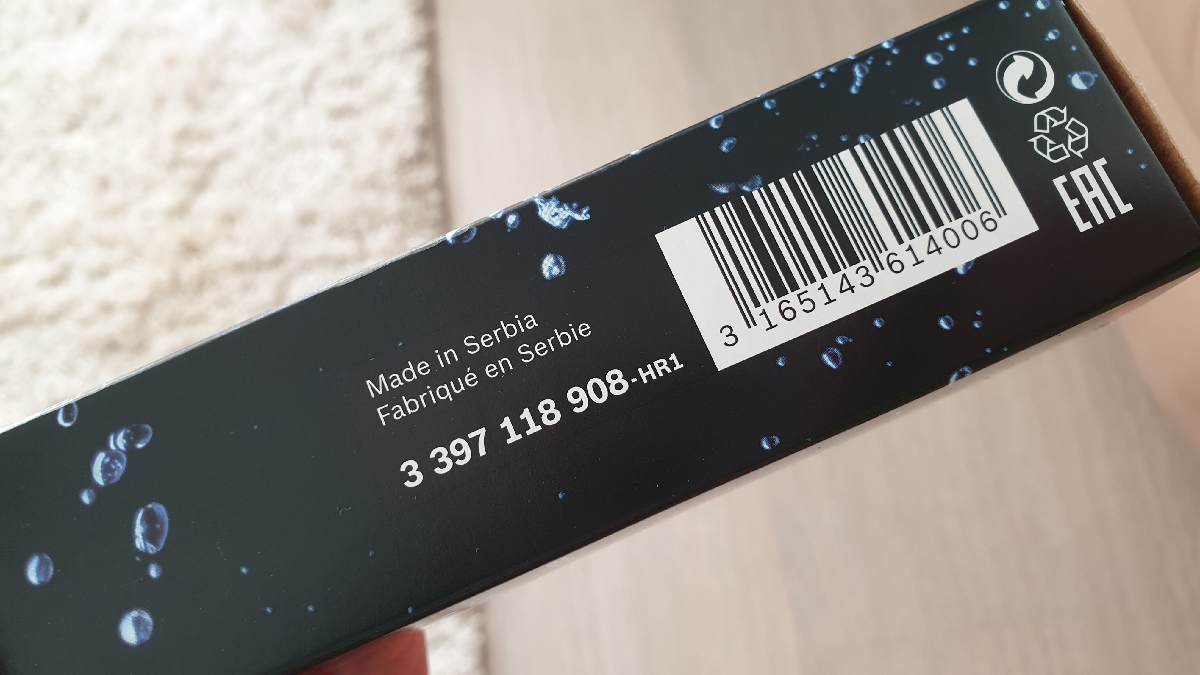 Made in Serbia
Fabriqué en Serbie
3 397 118 908-HR1
3 165143 614006
EAC